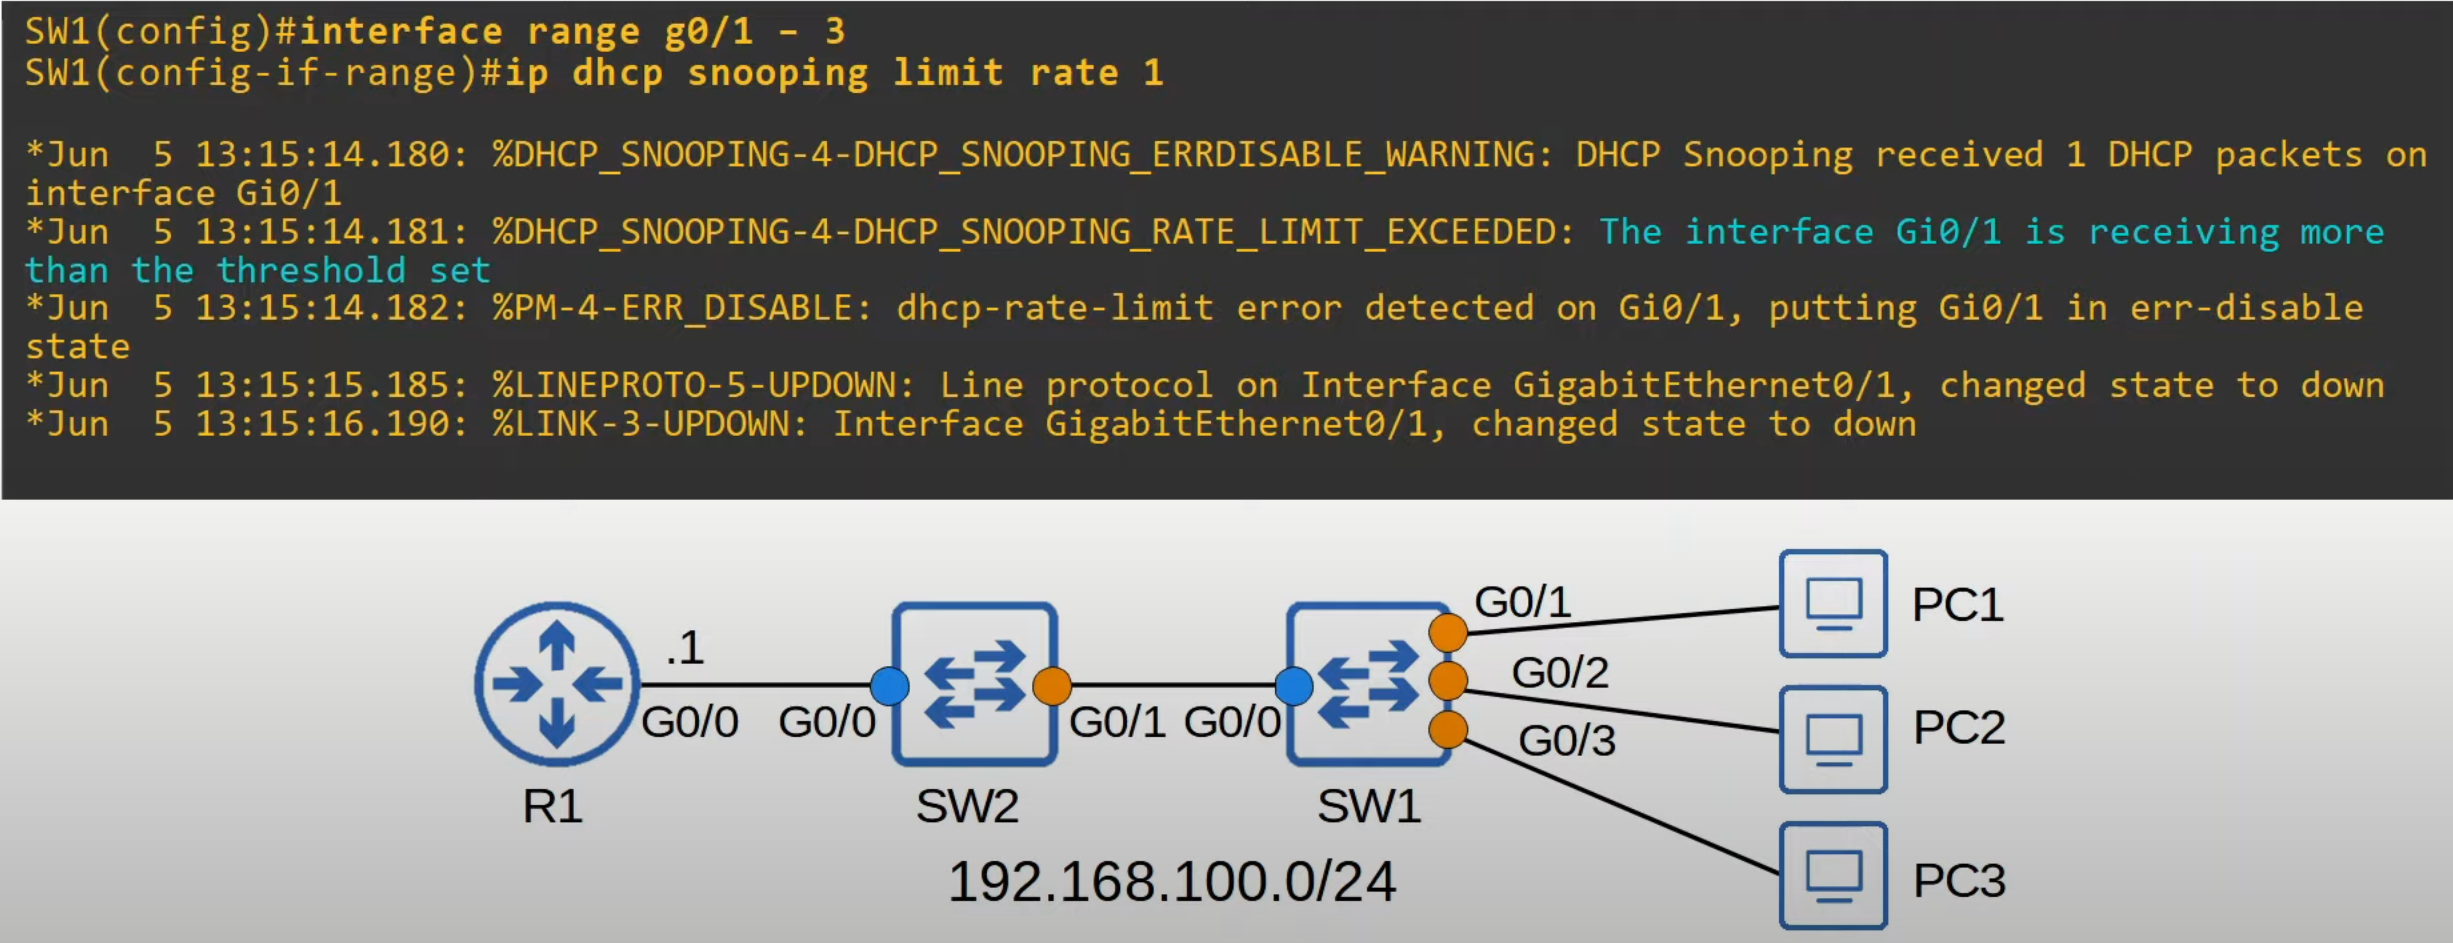 SW1(config)#interface range g0/1 – 3
SW1(config-if-range)#ip dhcp snooping limit rate 1
*Jun  5 13:15:14.180: %DHCP_SNOOPING-4-DHCP_SNOOPING_ERRDISABLE_WARNING: DHCP Snooping received 1 DHCP packets on
interface Gi0/1
*Jun  5 13:15:14.181: %DHCP_SNOOPING-4-DHCP_SNOOPING_RATE_LIMIT_EXCEEDED: The interface Gi0/1 is receiving more
than the threshold set
*Jun  5 13:15:14.182: %PM-4-ERR_DISABLE: dhcp-rate-limit error detected on Gi0/1, putting Gi0/1 in err-disable
state
*Jun  5 13:15:15.185: %LINEPROTO-5-UPDOWN: Line protocol on Interface GigabitEthernet0/1, changed state to down
*Jun  5 13:15:16.190: %LINK-3-UPDOWN: Interface GigabitEthernet0/1, changed state to down
G0/1
PC1
.1
G0/2
G0/0
G0/0
G0/1
G0/0
G0/3
PC2
R1
SW2
SW1
192.168.100.0/24
PC3